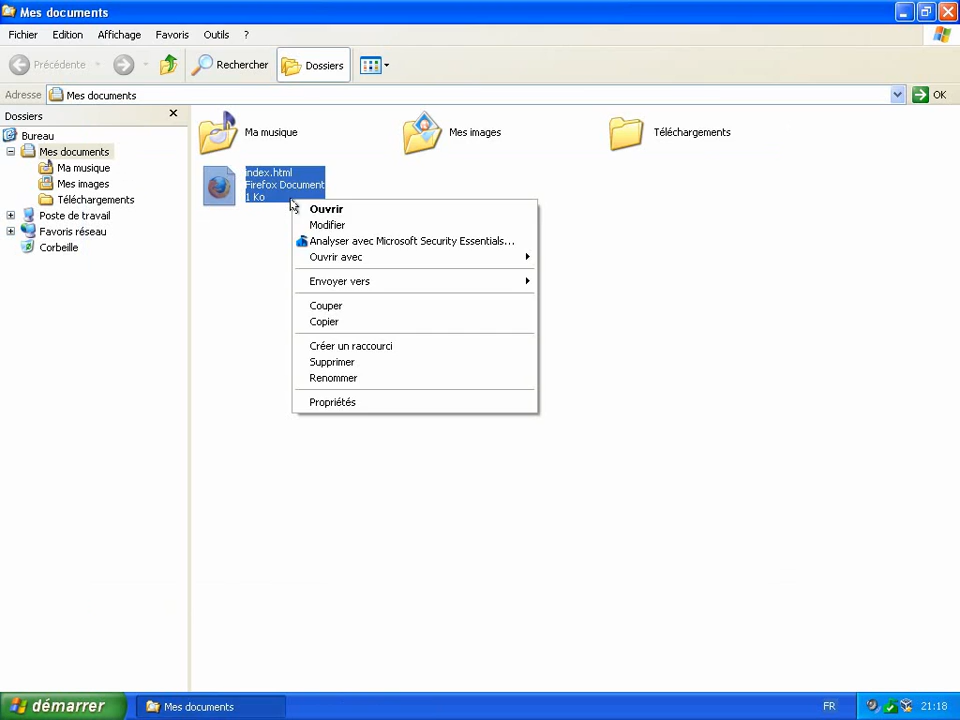 Mes documents
Fichier Edition Affichage Favoris Outils ?
Précédente Rechercher Dossiers
Adresse Mes documents OK
Dossiers
Bureau
Mes documents
Ma musique
Mes images
Téléchargements
Poste de travail
Favoris réseau
Corbeille
Ma musique Mes images Téléchargements
index.html
Firefox Document
1 Ko
Ouvrir
Modifier
Analyser avec Microsoft Security Essentials...
Ouvrir avec
Envoyer vers
Couper
Copier
Créer un raccourci
Supprimer
Renommer
Propriétés
démarrer Mes documents FR 21:18